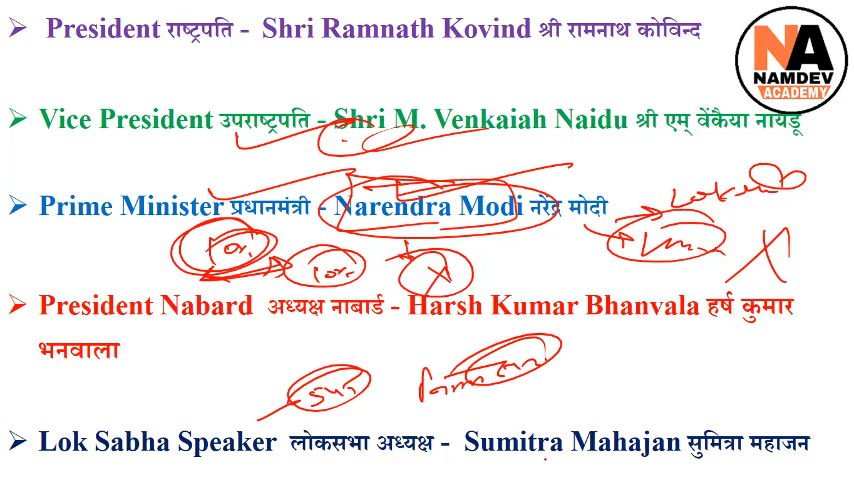 ➢ President राष्ट्रपति - Shri Ramnath Kovind श्री रामनाथ कोविन्द
NA
NAMDEV
ACADEMY
➢ Vice President उपराष्ट्रपति - Shri M. Venkaiah Naidu श्री एम् वेंकैया नायडू
➢ Prime Minister प्रधानमंत्री - Narendra Modi नरेंद्र मोदी
➢ President Nabard अध्यक्ष नाबार्ड - Harsh Kumar Bhanvala हर्ष कुमार
भनवाला
➢ Lok Sabha Speaker लोकसभा अध्यक्ष - Sumitra Mahajan सुमित्रा महाजन